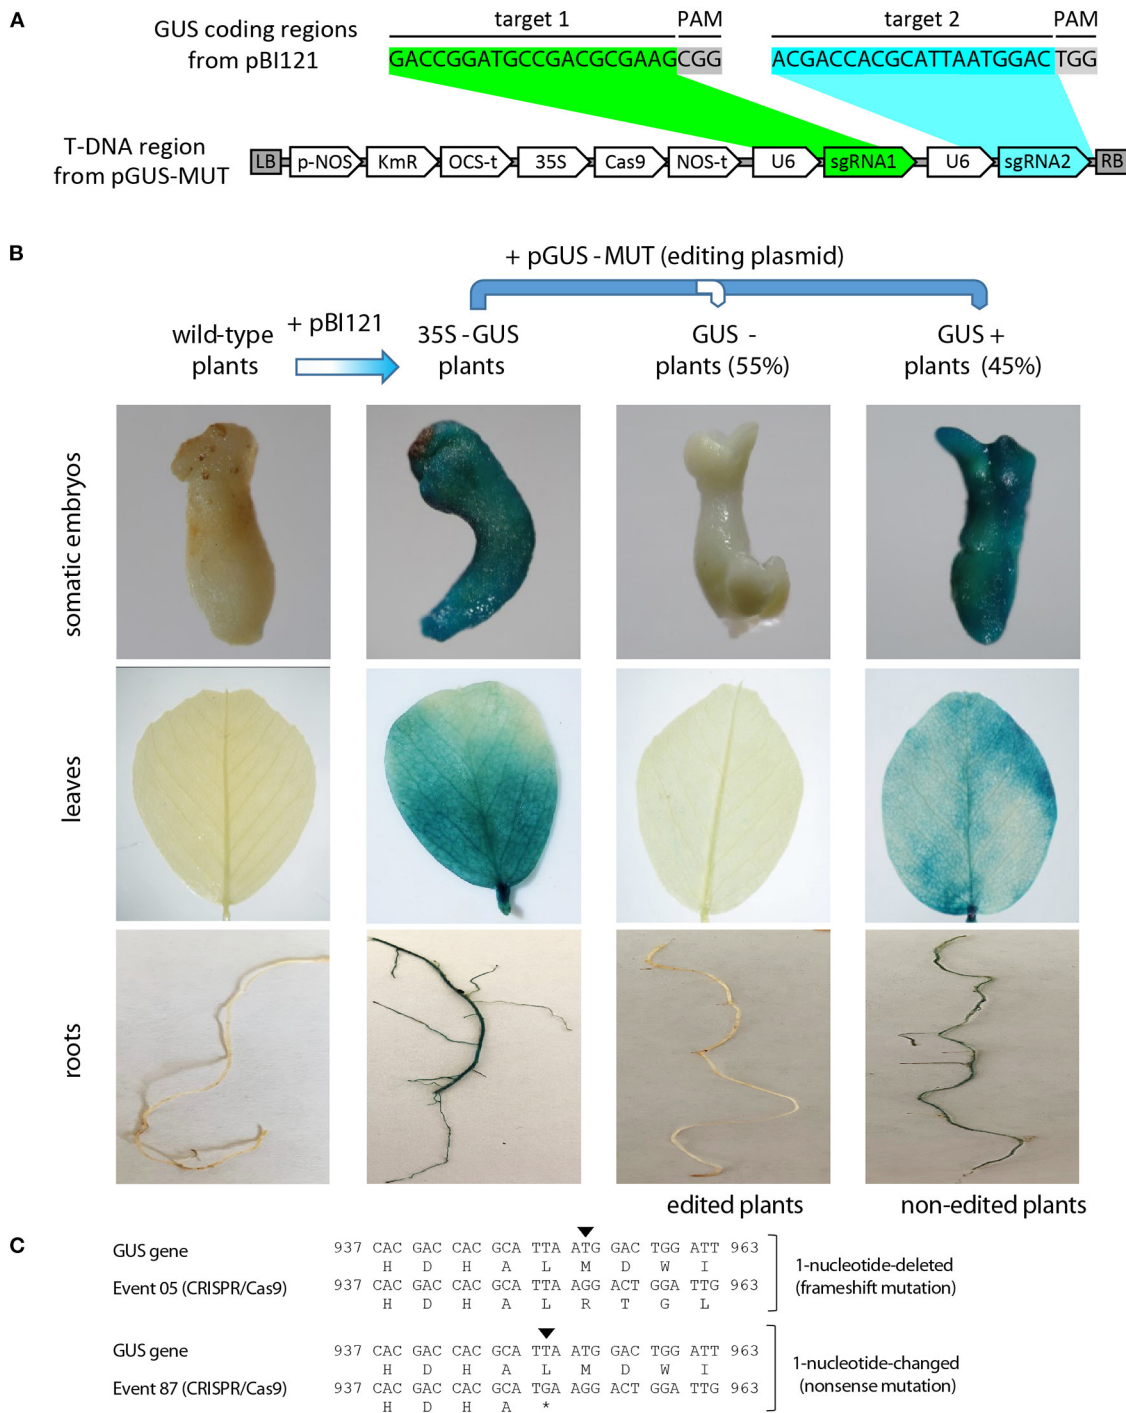 A
GUS coding regions
from pBI121
target 1
PAM
target 2
PAM
GACCGGATGCCGACGCGAAGCGG
ACGACCACGCATTAATGGACTGG
T-DNA region
from pGUS-MUT
LB p-NOS KmR OCS-t 35S Cas9 NOS-t U6 sgRNA1 U6 sgRNA2 RB
B
+ pGUS-MUT (editing plasmid)
wild-type
plants
+ pBI121
35S-GUS
plants
GUS -
plants (55%)
GUS +
plants (45%)
somatic embryos
leaves
roots
edited plants
non-edited plants
C
GUS gene 937 CAC GAC CAC GCA TTA ATG GAC TGG ATT 963
H D H A L M D W I
Event 05 (CRISPR/Cas9) 937 CAC GAC CAC GCA TTA AGG ACT GGA TTG 963
H D H A L R T G L
1-nucleotide-deleted
(frameshift mutation)
GUS gene 937 CAC GAC CAC GCA TTA ATG GAC TGG ATT 963
H D H A L M D W I
Event 87 (CRISPR/Cas9) 937 CAC GAC CAC GCA TGA AGG ACT GGA TTG 963
H D H A *
1-nucleotide-changed
(nonsense mutation)